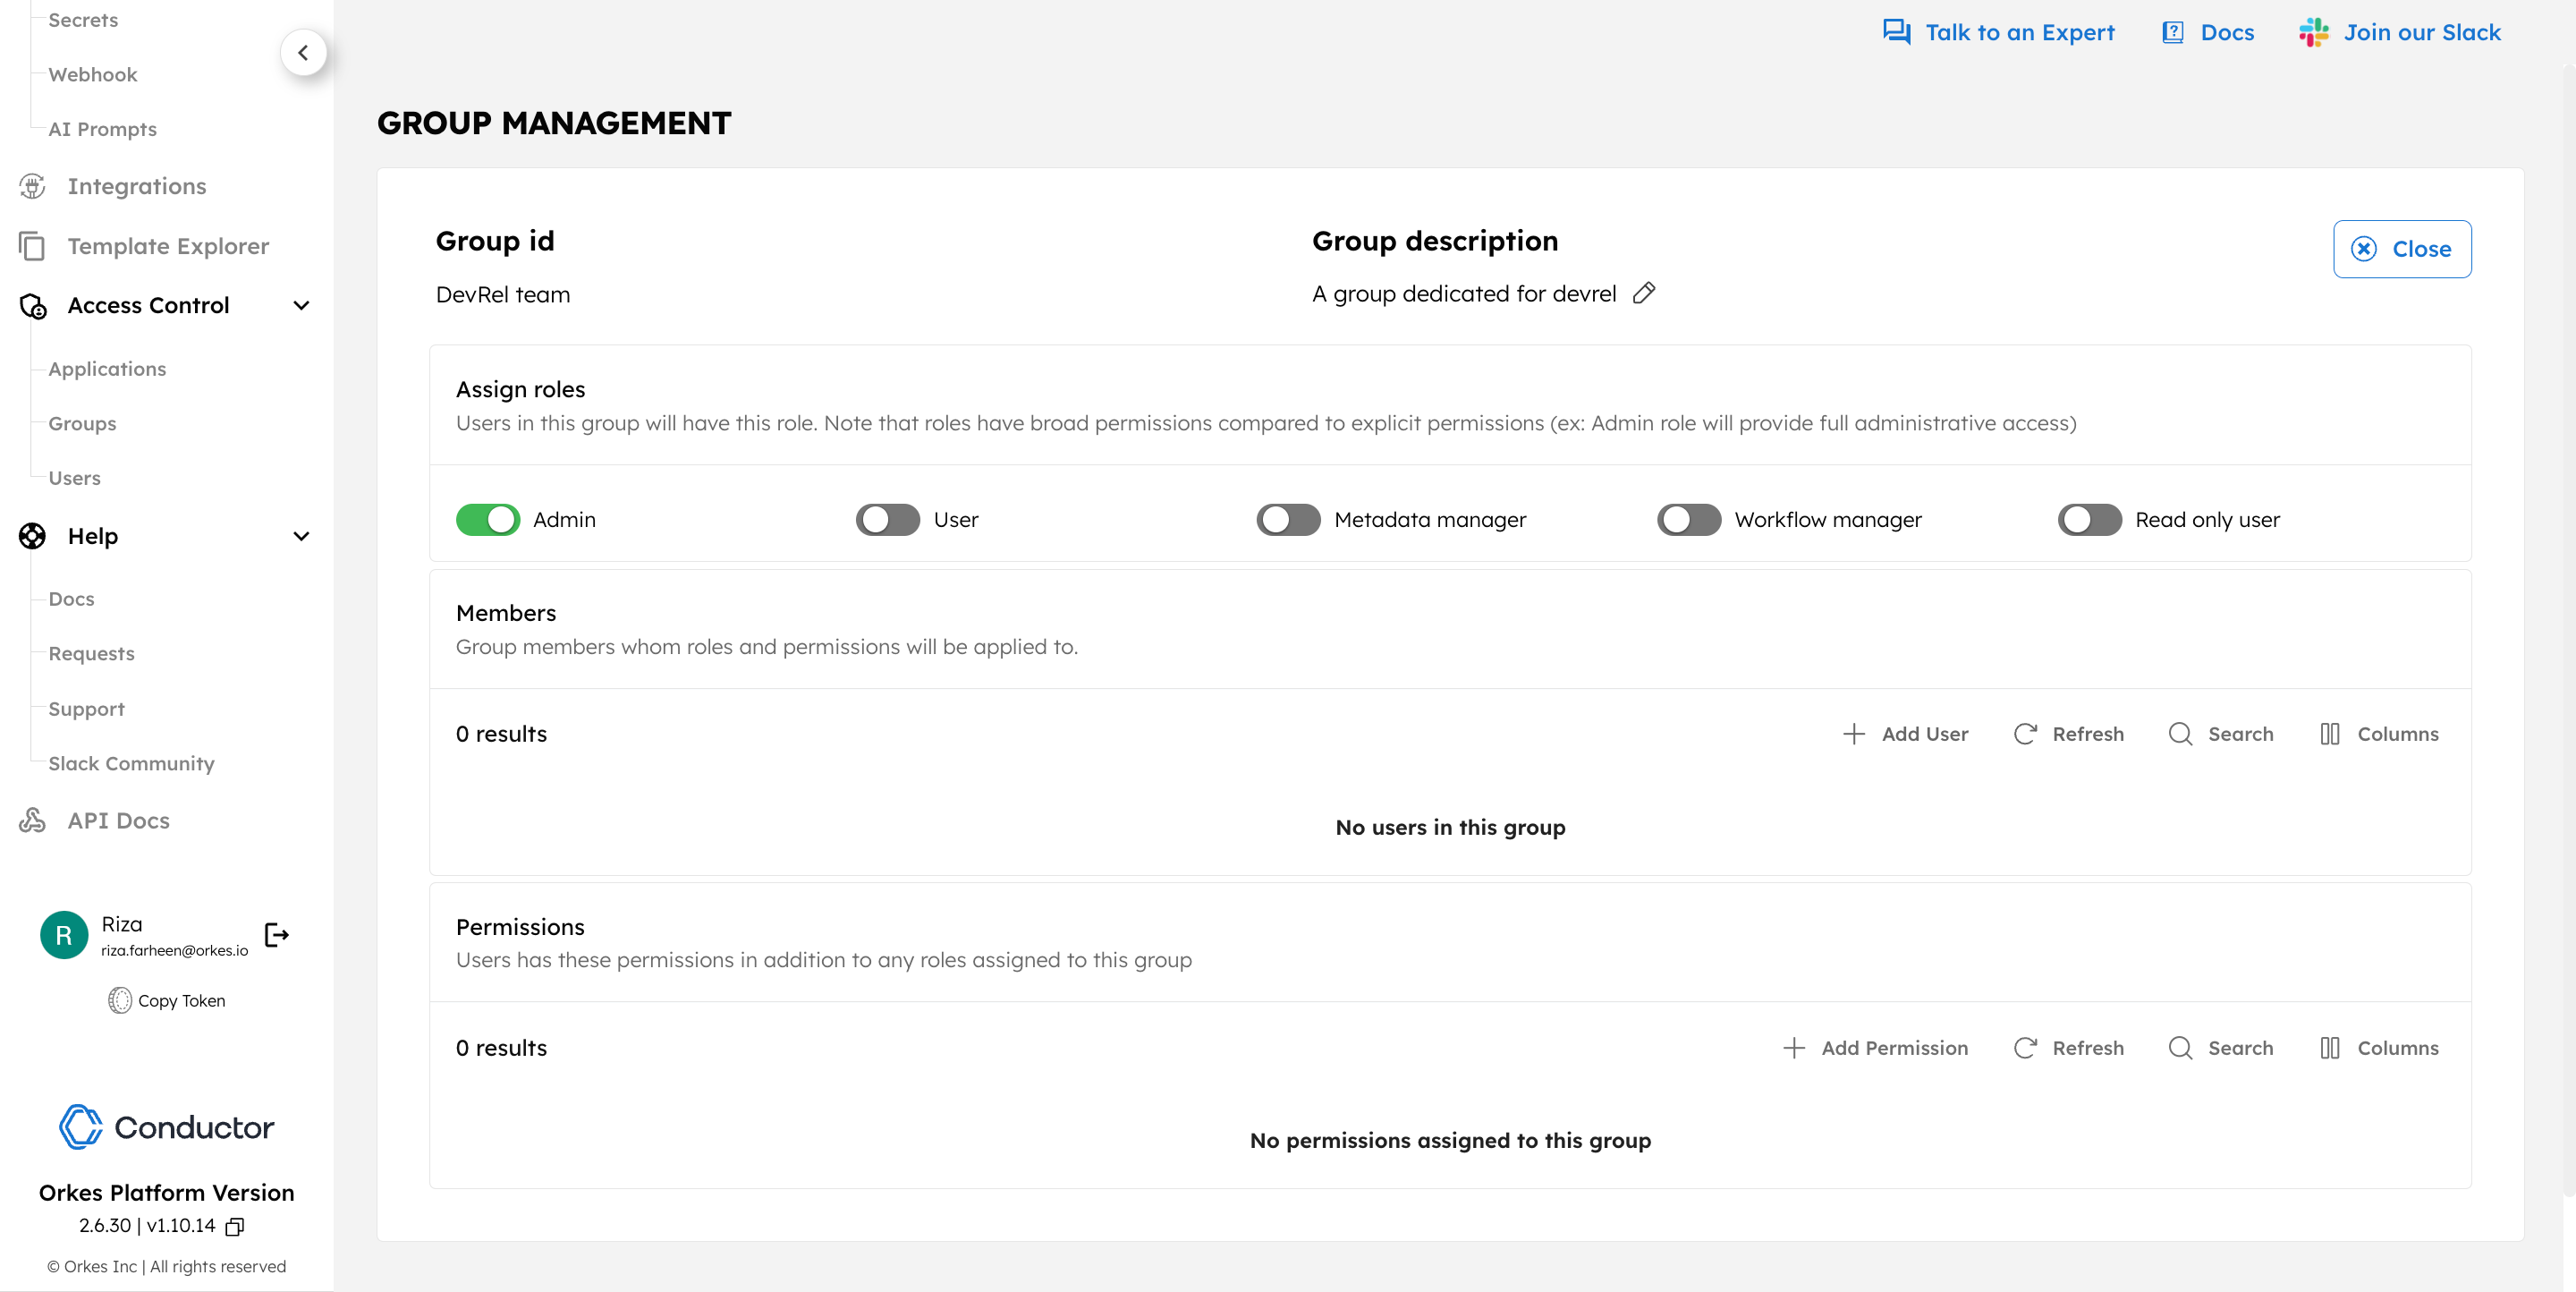 Secrets
Webhook
AI Prompts
Integrations
Template Explorer
Access Control
Applications
Groups
Users
Help
Docs
Requests
Support
Slack Community
API Docs
R
Riza
riza.farheen@orkes.io
Copy Token
Conductor
Orkes Platform Version
2.6.30 | v1.10.14
© Orkes Inc | All rights reserved
Talk to an Expert
Docs
Join our Slack
GROUP MANAGEMENT
Group id
DevRel team
Group description
A group dedicated for devrel
Close
Assign roles
Users in this group will have this role. Note that roles have broad permissions compared to explicit permissions (ex: Admin role will provide full administrative access)
Admin
User
Metadata manager
Workflow manager
Read only user
Members
Group members whom roles and permissions will be applied to.
0 results
Add User
Refresh
Search
Columns
No users in this group
Permissions
Users has these permissions in addition to any roles assigned to this group
0 results
Add Permission
Refresh
Search
Columns
No permissions assigned to this group